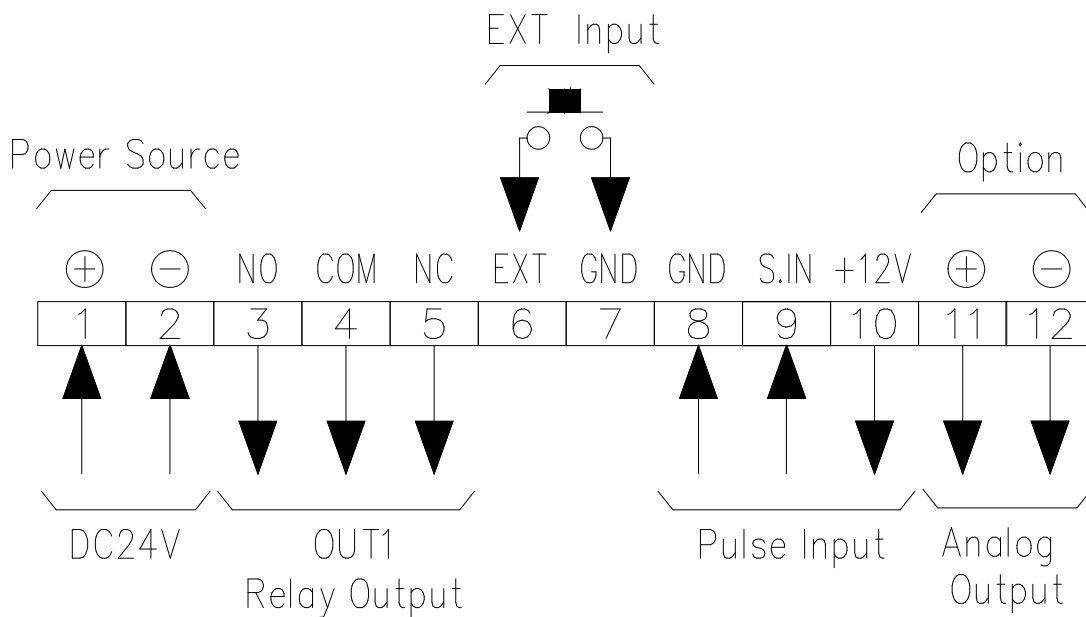 EXT Input
Power Source
Option
⊕ ⊖ NO COM NC EXT GND GND S.IN +12V ⊕ ⊖
1 2 3 4 5 6 7 8 9 10 11 12
DC24V
OUT1
Relay Output
Pulse Input
Analog
Output